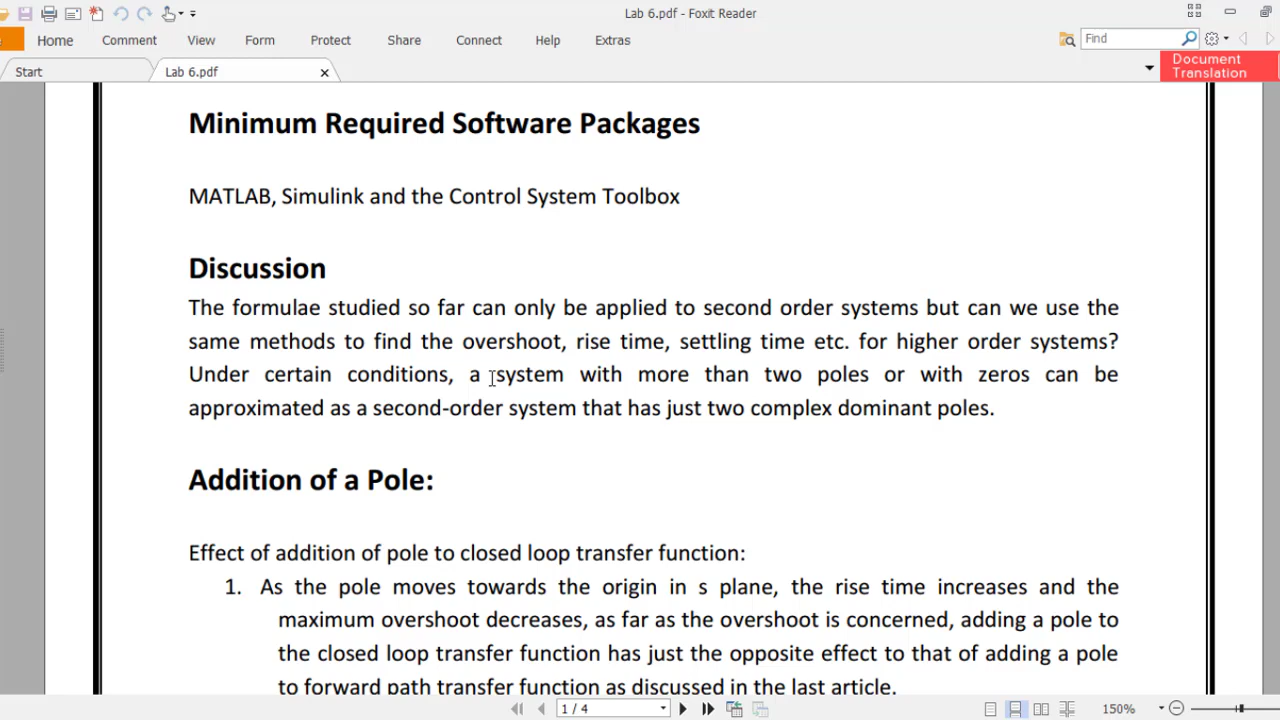 Lab 6.pdf - Foxit Reader
Home Comment View Form Protect Share Connect Help Extras Find
Start Lab 6.pdf Document
Translation
Minimum Required Software Packages
MATLAB, Simulink and the Control System Toolbox
Discussion
The formulae studied so far can only be applied to second order systems but can we use the
same methods to find the overshoot, rise time, settling time etc. for higher order systems?
Under certain conditions, a system with more than two poles or with zeros can be
approximated as a second-order system that has just two complex dominant poles.
Addition of a Pole:
Effect of addition of pole to closed loop transfer function:
1. As the pole moves towards the origin in s plane, the rise time increases and the
maximum overshoot decreases, as far as the overshoot is concerned, adding a pole to
the closed loop transfer function has just the opposite effect to that of adding a pole
to forward path transfer function as discussed in the last article.
1 / 4 150%